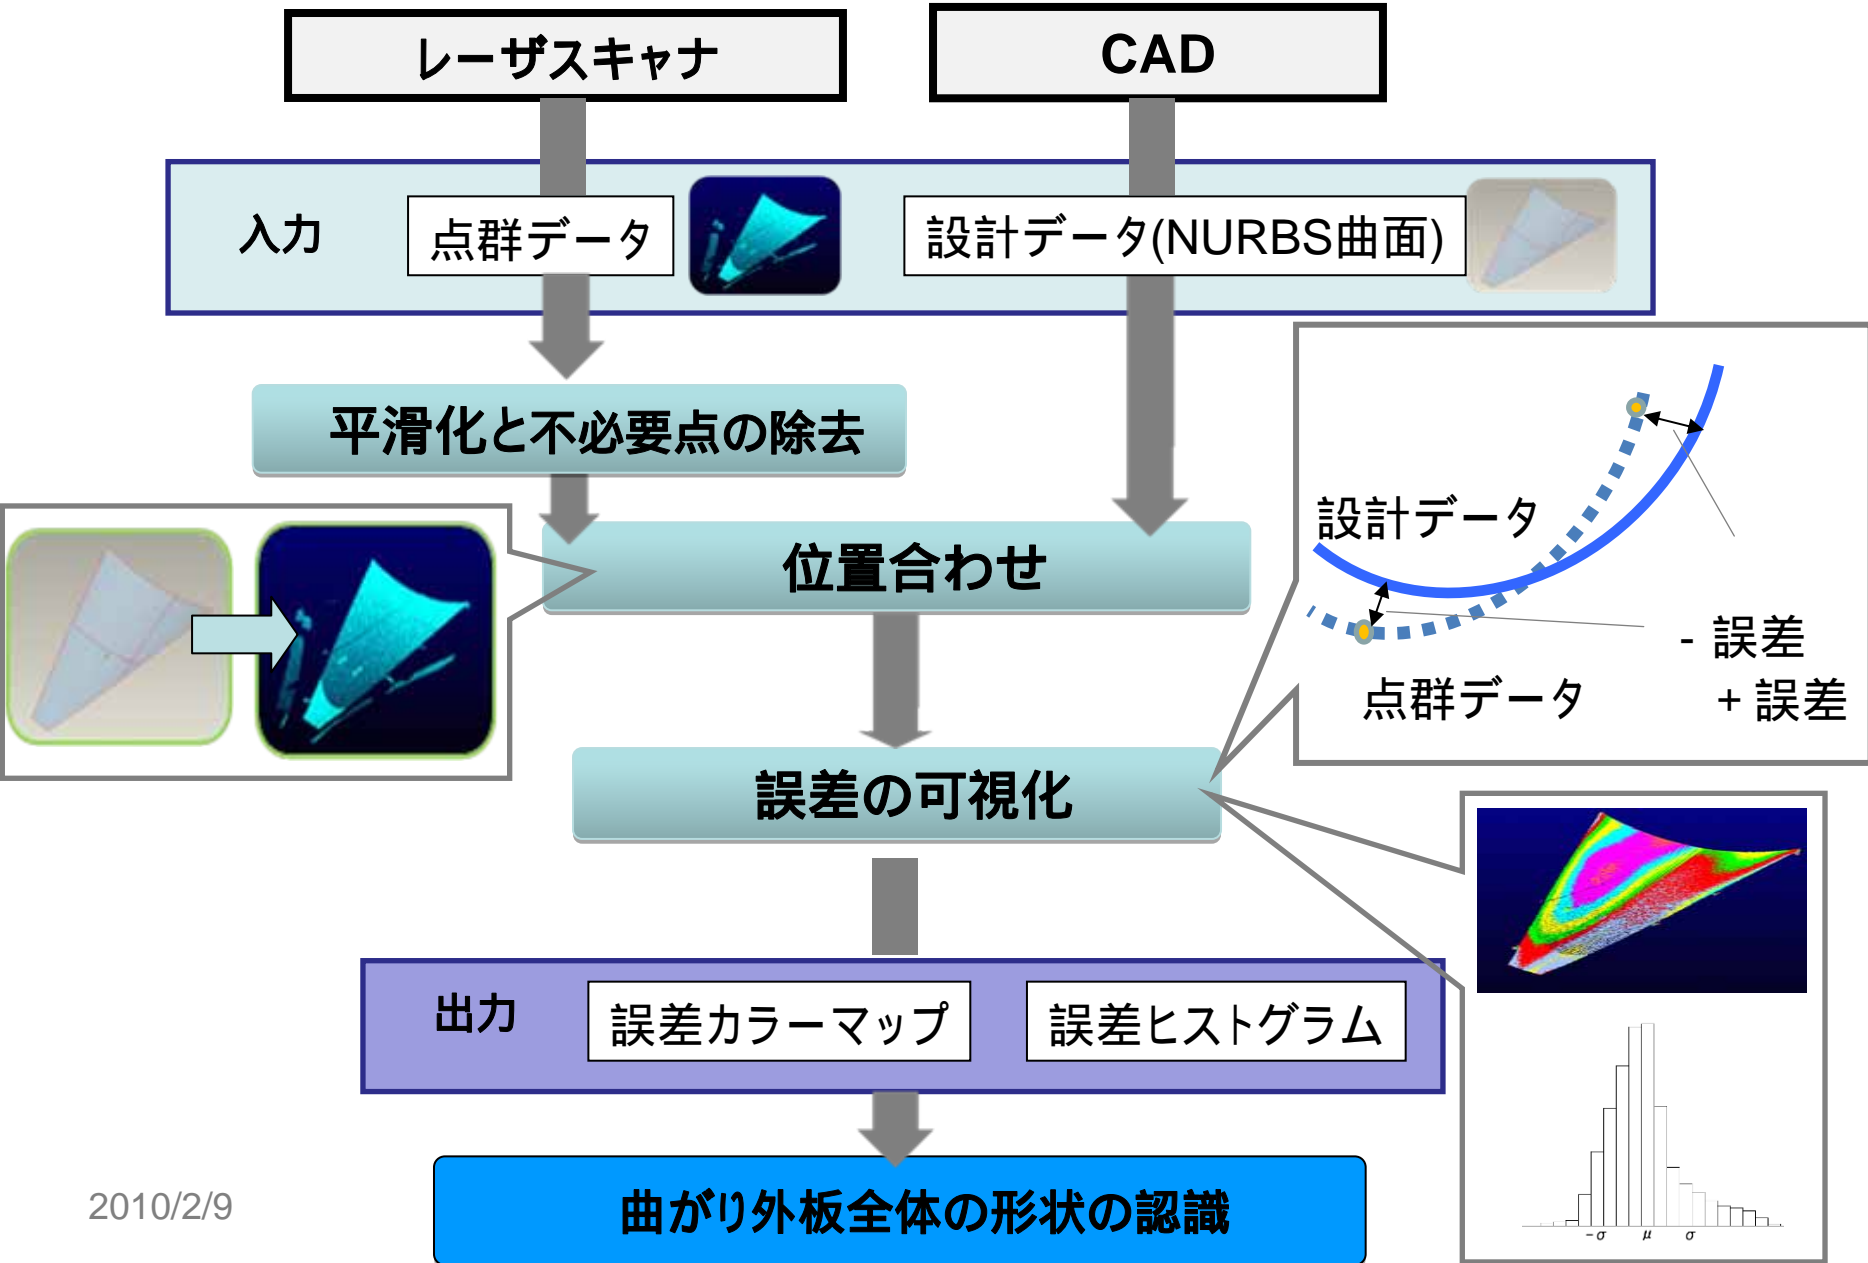 レーザスキャナ
CAD
入力
点群データ
設計データ(NURBS曲面)
平滑化と不必要点の除去
位置合わせ
設計データ
- 誤差
点群データ
+ 誤差
誤差の可視化
出力
誤差カラーマップ
誤差ヒストグラム
-σ μ σ
曲がり外板全体の形状の認識
2010/2/9